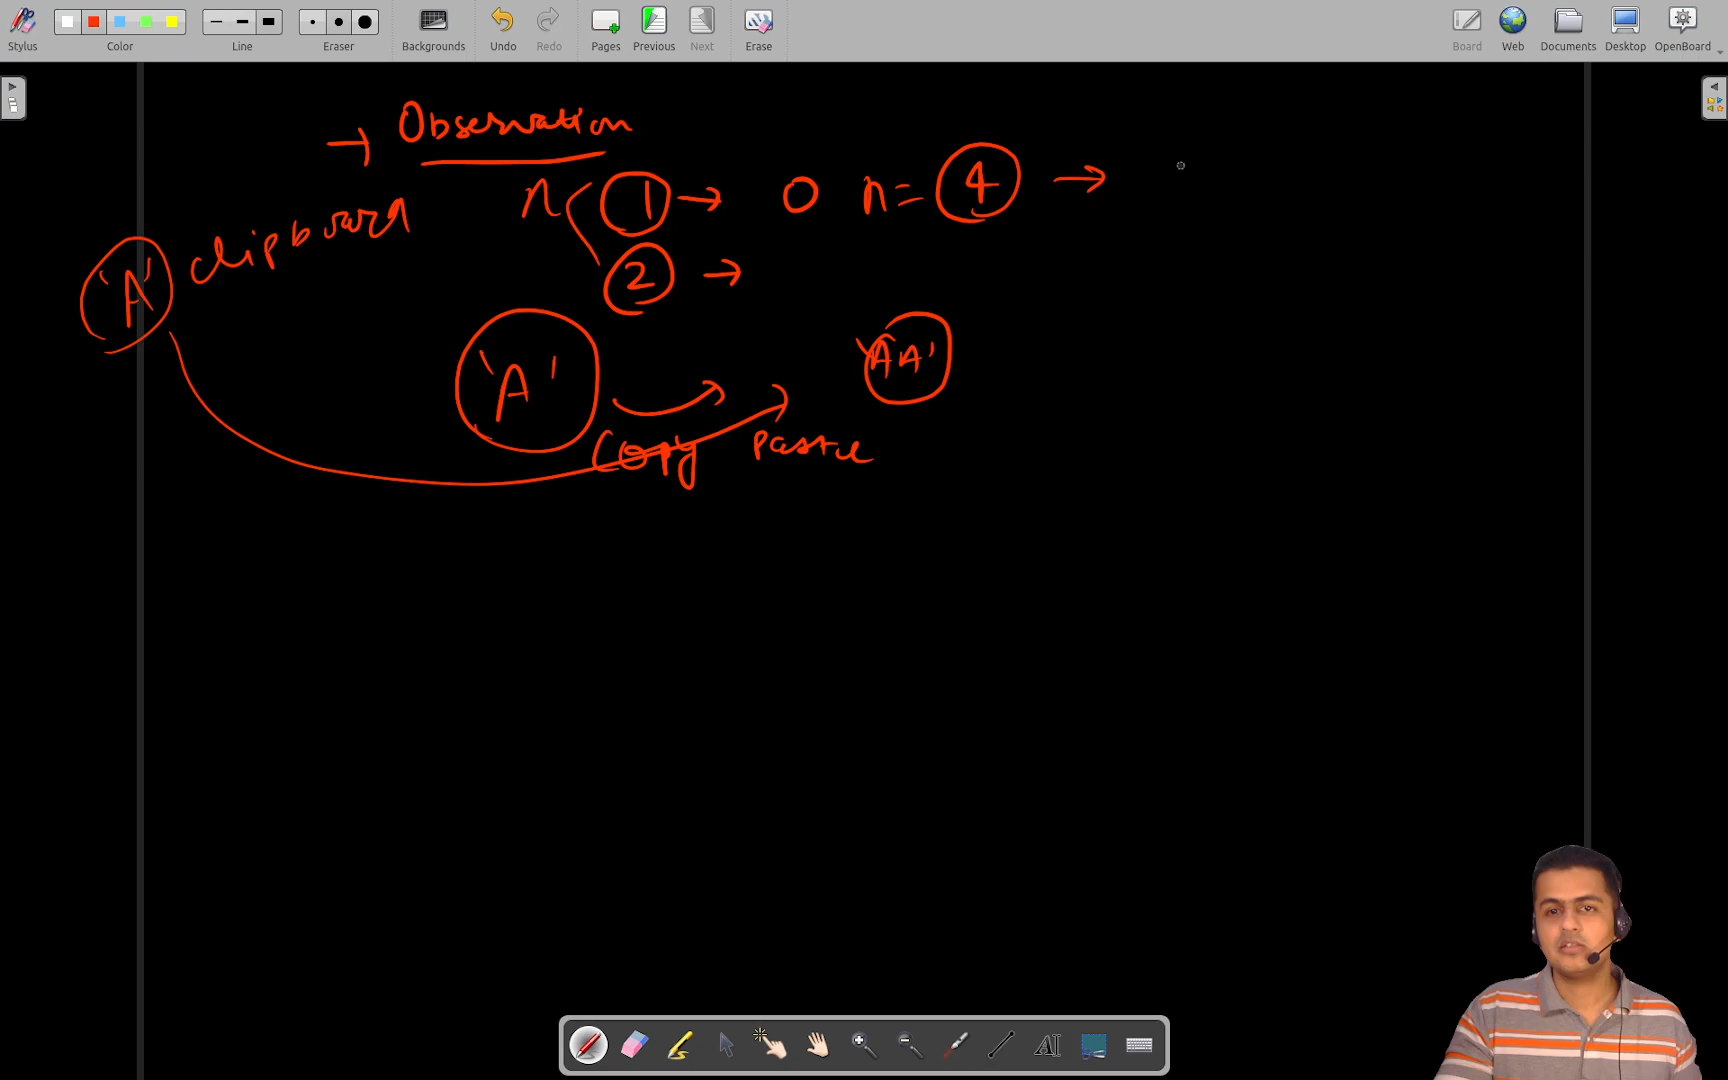 Stylus Color Line Eraser Backgrounds Undo Redo Pages Previous Next Erase Board Web Documents Desktop OpenBoard
→ Observation
n 1 → 0 n = 4 →
'A' clipboard
2 →
'A' 'AA'
Copy Paste
AI